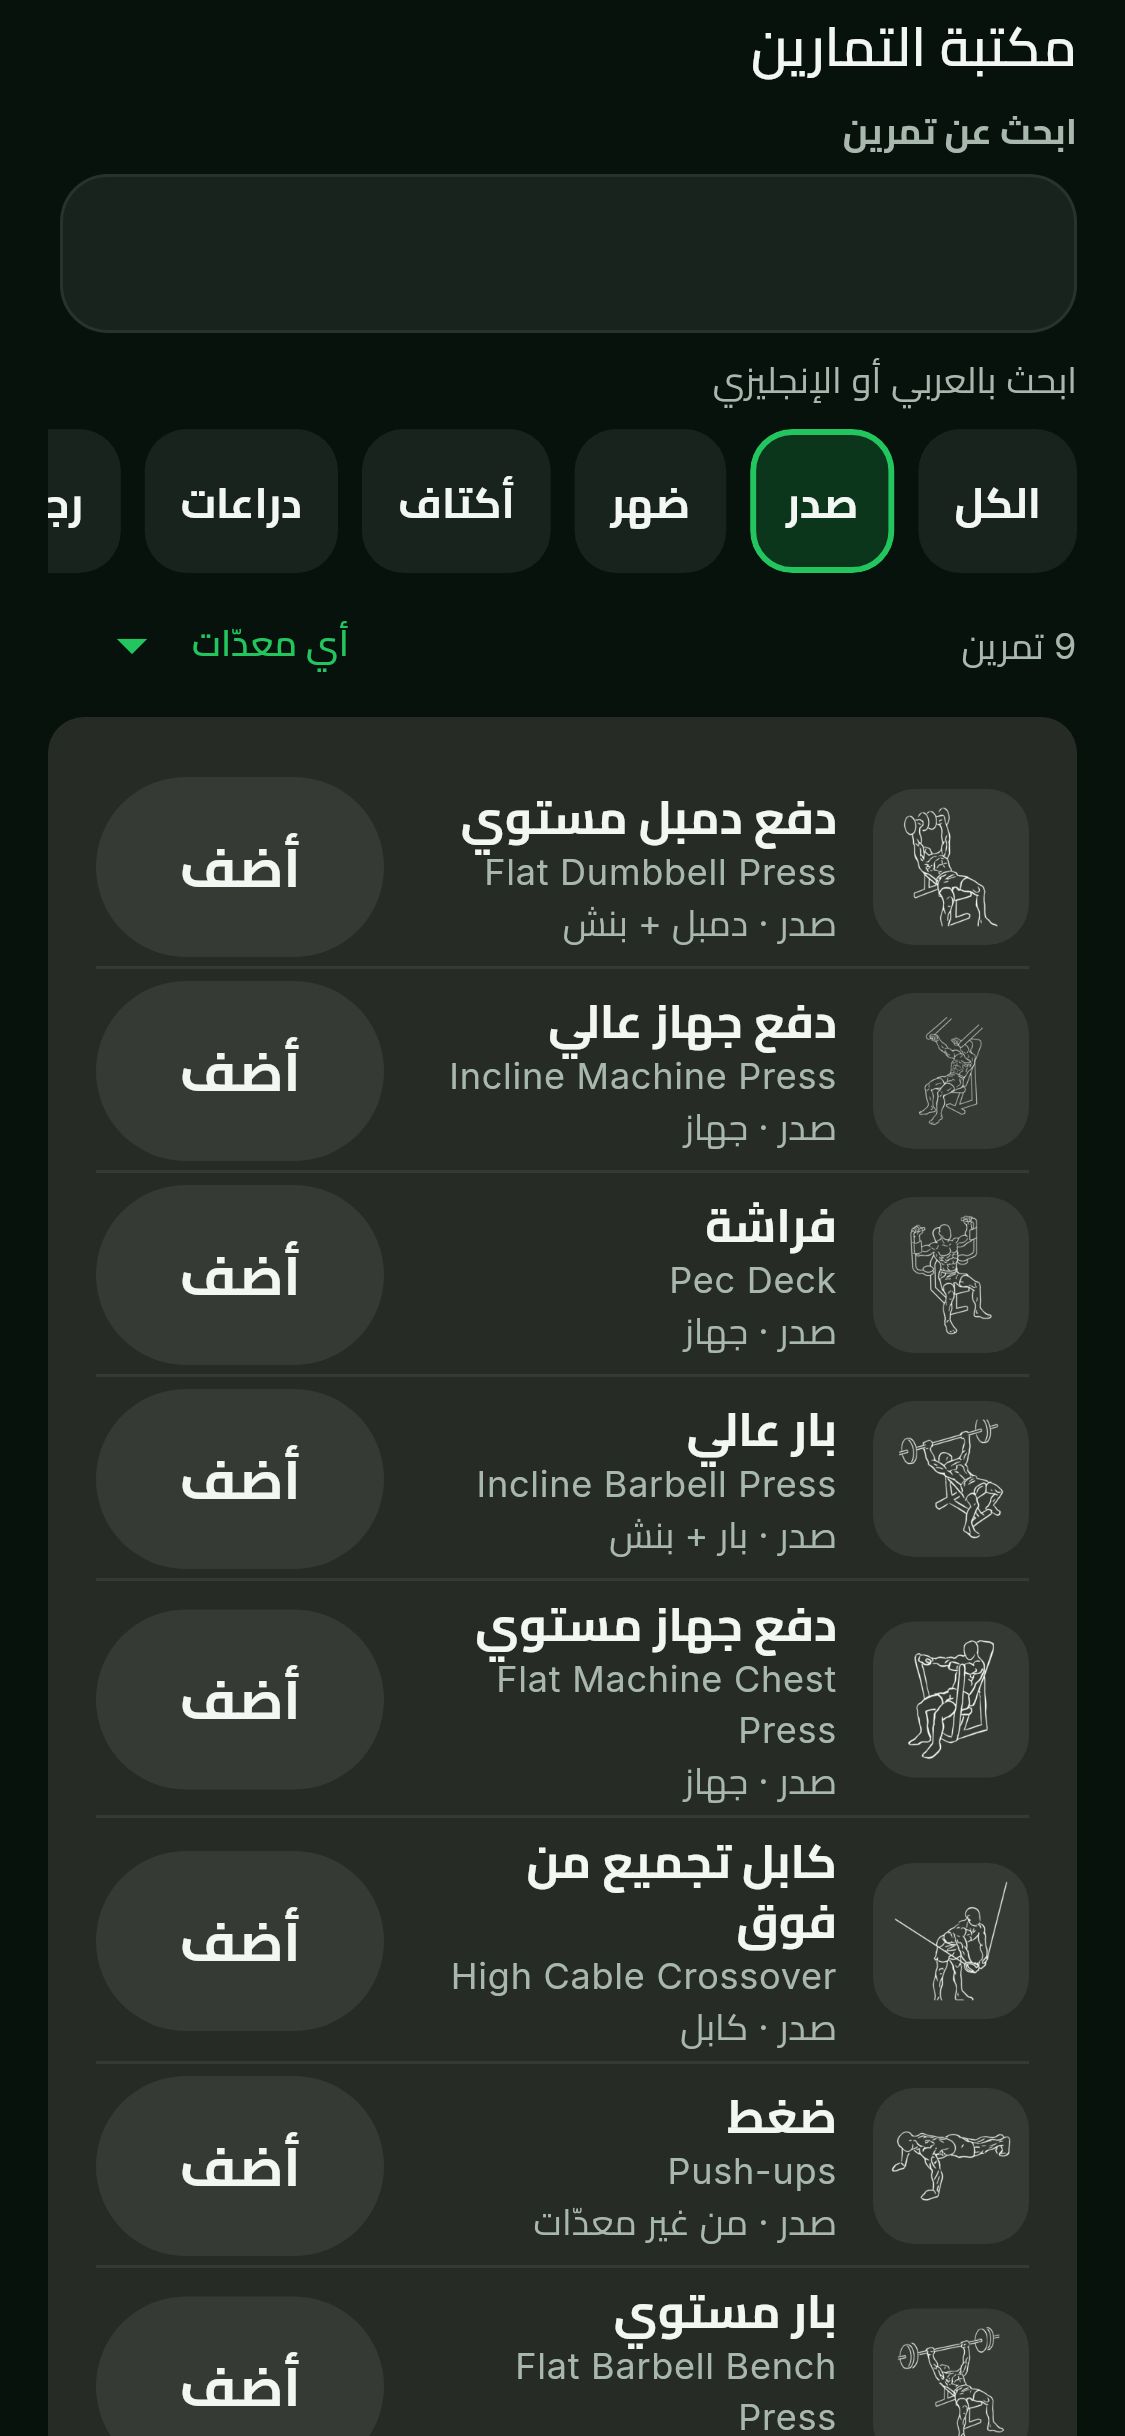 مكتبة التمارين
ابحث عن تمرين
ابحث بالعربي أو الإنجليزي
الكل
صدر
ضهر
أكتاف
دراعات
9 تمرين
أي معدّات
دفع دمبل مستوي
Flat Dumbbell Press
صدر · دمبل + بنش
أضف
دفع جهاز عالي
Incline Machine Press
صدر · جهاز
أضف
فراشة
Pec Deck
صدر · جهاز
أضف
بار عالي
Incline Barbell Press
صدر · بار + بنش
أضف
دفع جهاز مستوي
Flat Machine Chest
Press
صدر · جهاز
أضف
كابل تجميع من
فوق
High Cable Crossover
صدر · كابل
أضف
ضغط
Push-ups
صدر · من غير معدّات
أضف
بار مستوي
Flat Barbell Bench
Press
أضف